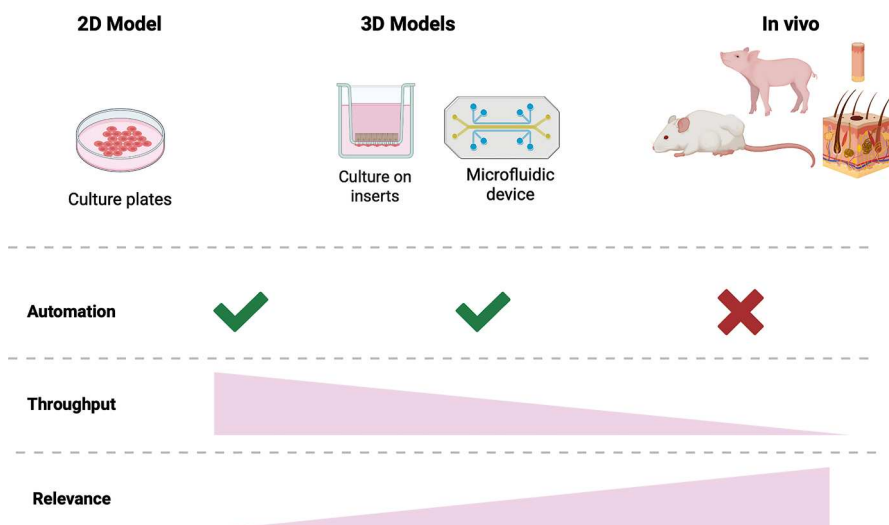 2D Model
3D Models
In vivo
Culture plates
Culture on
inserts
Microfluidic
device
Automation
Throughput
Relevance